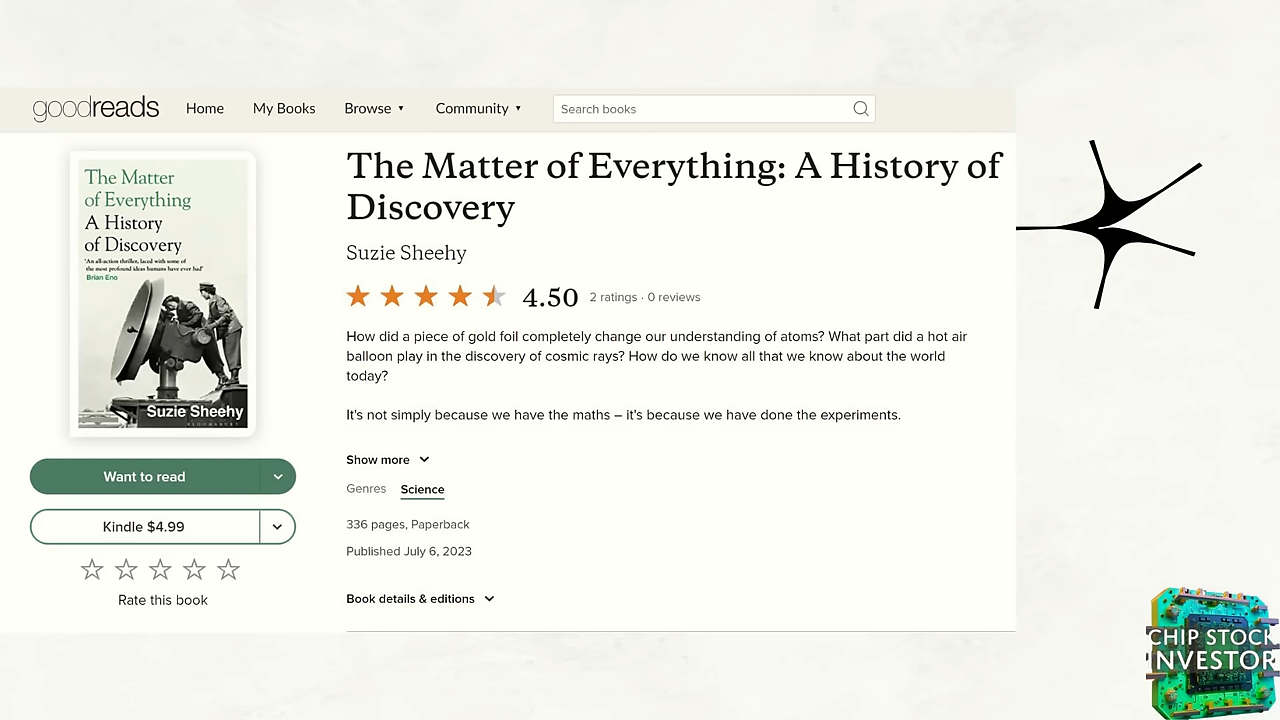 goodreads
Home
My Books
Browse
Community
Search books
The Matter
of Everything
A History
of Discovery
'An all-action thriller, laced with some of
the most profound ideas humans have ever had'
Brian Eno
Suzie Sheehy
BLOOMSBURY
Want to read
Kindle $4.99
Rate this book
The Matter of Everything: A History of
Discovery
Suzie Sheehy
4.50
2 ratings · 0 reviews
How did a piece of gold foil completely change our understanding of atoms? What part did a hot air
balloon play in the discovery of cosmic rays? How do we know all that we know about the world
today?
It's not simply because we have the maths – it's because we have done the experiments.
Show more
Genres
Science
336 pages, Paperback
Published July 6, 2023
Book details & editions
CHIP STOCK
INVESTOR